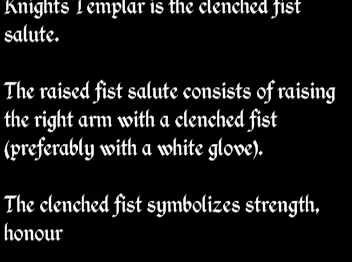 Knights Templar is the clenched fist
salute.
The raised fist salute consists of raising
the right arm with a clenched fist
(preferably with a white glove).
The clenched fist symbolizes strength,
honour